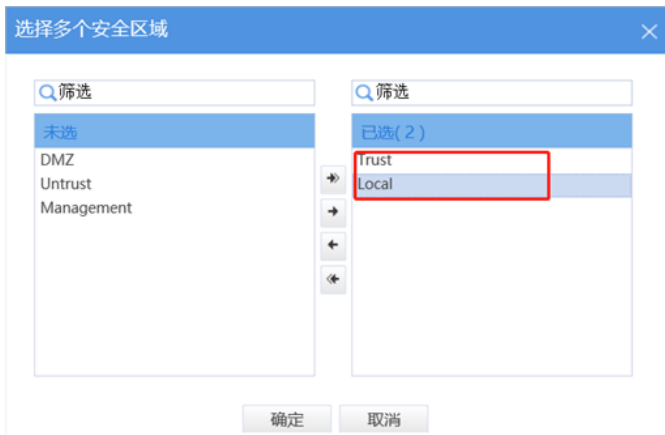 选择多个安全区域
筛选
未选
DMZ
Untrust
Management
筛选
已选(2)
Trust
Local
确定
取消